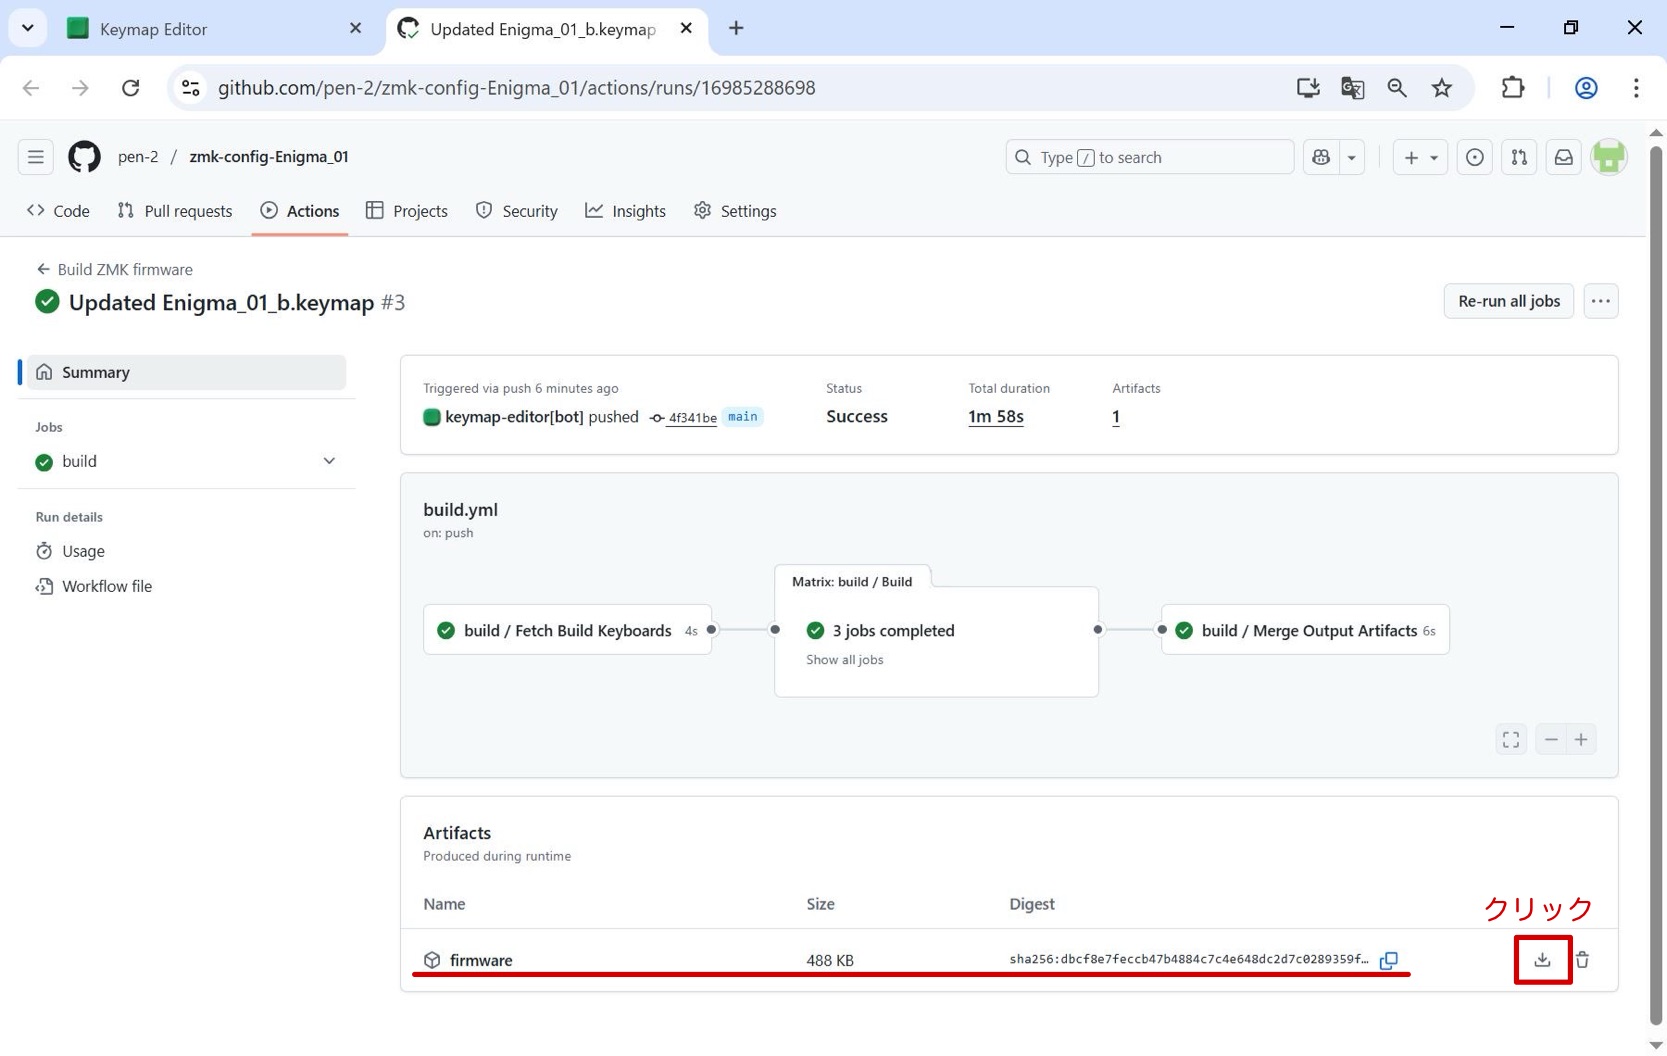 Keymap Editor
Updated Enigma_01_b.keymap
github.com/pen-2/zmk-config-Enigma_01/actions/runs/16985288698
pen-2 / zmk-config-Enigma_01
Type / to search
Code
Pull requests
Actions
Projects
Security
Insights
Settings
Build ZMK firmware
Updated Enigma_01_b.keymap #3
Re-run all jobs
Summary
Jobs
build
Run details
Usage
Workflow file
Triggered via push 6 minutes ago
keymap-editor[bot] pushed 4f341be main
Status
Success
Total duration
1m 58s
Artifacts
1
build.yml
on: push
Matrix: build / Build
build / Fetch Build Keyboards 4s
3 jobs completed
Show all jobs
build / Merge Output Artifacts 6s
Artifacts
Produced during runtime
Name Size Digest
クリック
firmware 488 KB sha256:dbcf8e7feccb47b4884c7c4e648dc2d7c0289359f…